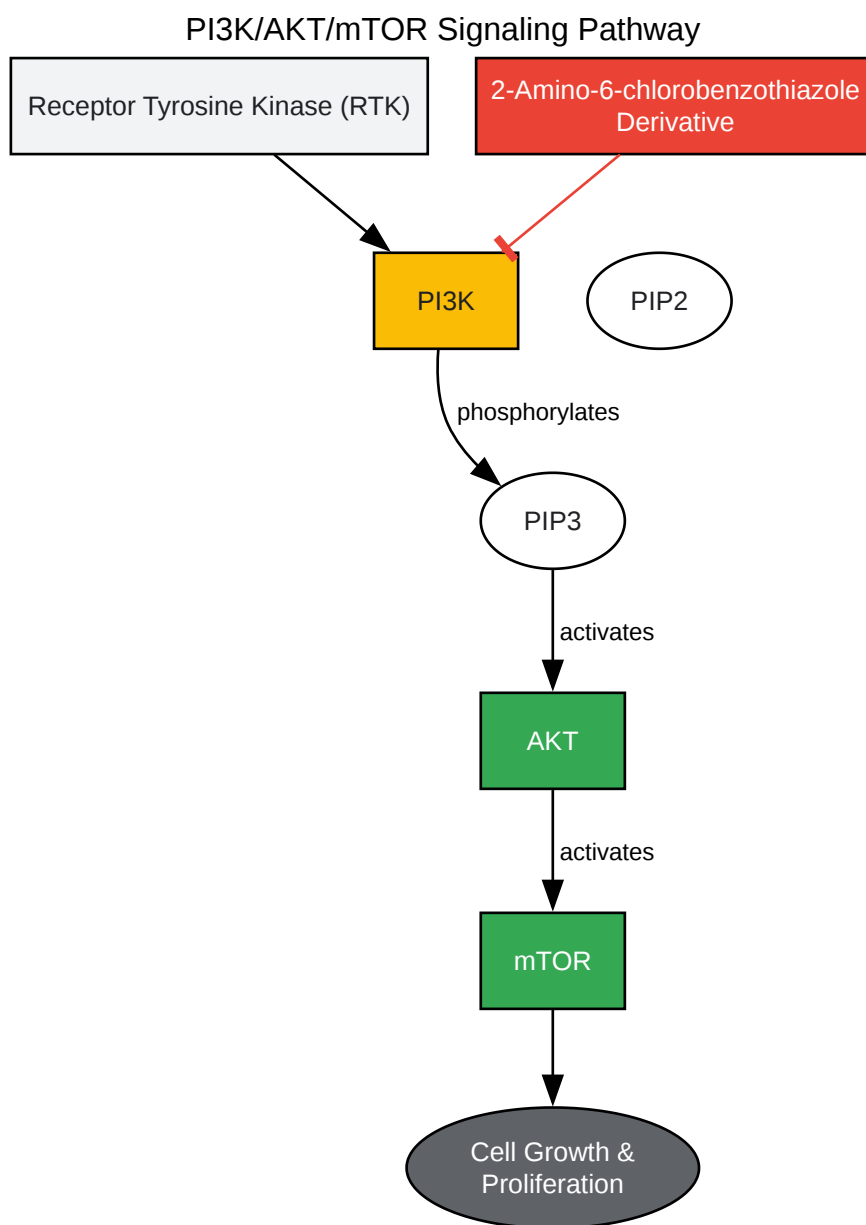 PI3K/AKT/mTOR Signaling Pathway
Receptor Tyrosine Kinase (RTK)
2-Amino-6-chlorobenzothiazole
Derivative
PI3K
PIP2
phosphorylates
PIP3
activates
AKT
activates
mTOR
Cell Growth &
Proliferation